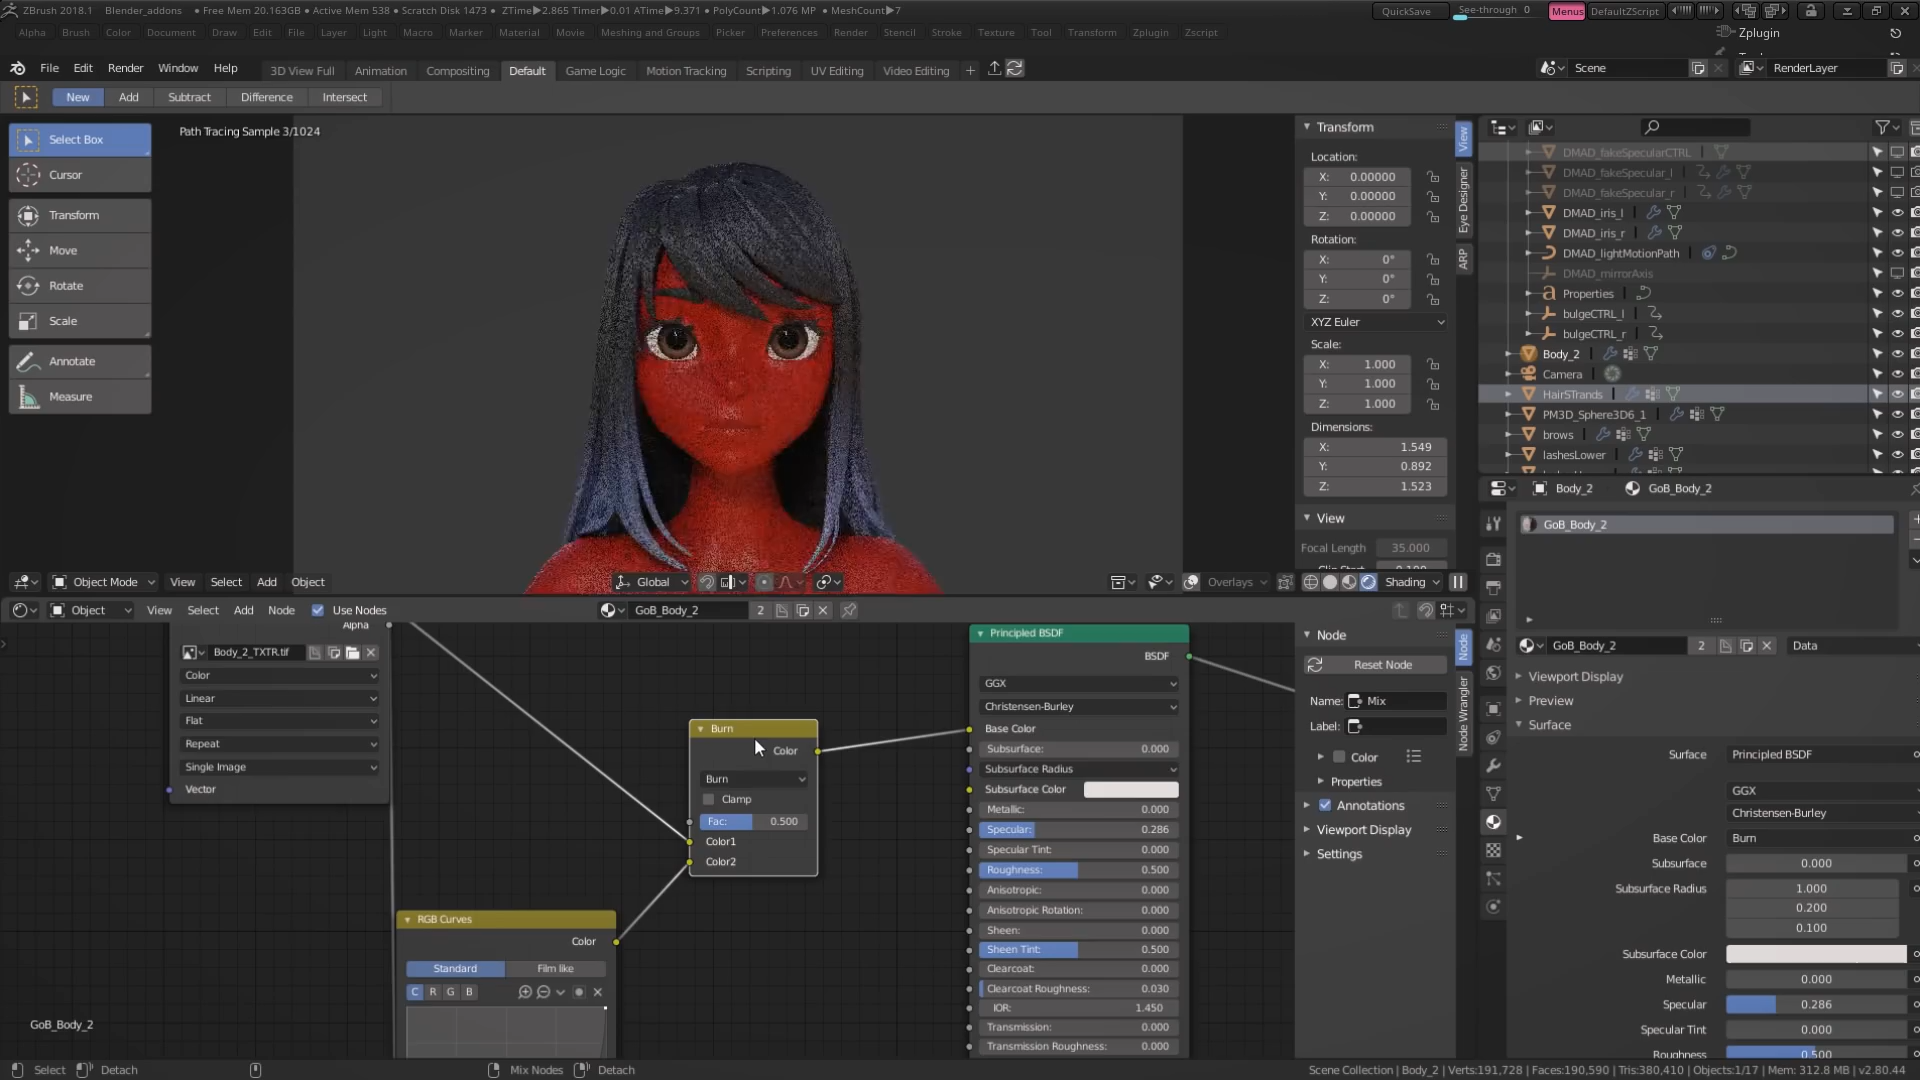 ZBrush 2018.1 Blender_addons • Free Mem 20.163GB • Active Mem 538 • Scratch Disk 1473 • ZTime▶2.865 Timer▶0.01 ATime▶9.371 • PolyCount▶1.076 MP • MeshCount▶7 QuickSave See-through 0 Menus DefaultZScript
Alpha Brush Color Document Draw Edit File Layer Light Macro Marker Material Movie Meshing and Groups Picker Preferences Render Stencil Stroke Texture Tool Transform Zplugin Zscript Zplugin
File Edit Render Window Help 3D View Full Animation Compositing Default Game Logic Motion Tracking Scripting UV Editing Video Editing + Scene RenderLayer
New Add Subtract Difference Intersect
Path Tracing Sample 3/1024
Select Box
Cursor
Transform
Move
Rotate
Scale
Annotate
Measure
Transform
Location:
X: 0.00000
Y: 0.00000
Z: 0.00000
Rotation:
X: 0°
Y: 0°
Z: 0°
XYZ Euler
Scale:
X: 1.000
Y: 1.000
Z: 1.000
Dimensions:
X: 1.549
Y: 0.892
Z: 1.523
View
Focal Length 35.000
View
Eye Designer
ARP
DMAD_fakeSpecularCTRL
DMAD_fakeSpecular_l
DMAD_fakeSpecular_r
DMAD_iris_l
DMAD_iris_r
DMAD_lightMotionPath
DMAD_mirrorAxis
Properties
bulgeCTRL_l
bulgeCTRL_r
Body_2
Camera
HairSTrands
PM3D_Sphere3D6_1
brows
lashesLower
Object Mode View Select Add Object Global Overlays Shading
Object View Select Add Node Use Nodes GoB_Body_2 2
Alpha
Body_2_TXTR.tif
Color
Linear
Flat
Repeat
Single Image
Vector
Burn
Color
Burn
Clamp
Fac: 0.500
Color1
Color2
RGB Curves
Color
Standard Film like
C R G B
GoB_Body_2
Principled BSDF
BSDF
GGX
Christensen-Burley
Base Color
Subsurface: 0.000
Subsurface Radius
Subsurface Color
Metallic: 0.000
Specular: 0.286
Specular Tint: 0.000
Roughness: 0.500
Anisotropic: 0.000
Anisotropic Rotation: 0.000
Sheen: 0.000
Sheen Tint: 0.500
Clearcoat: 0.000
Clearcoat Roughness: 0.030
IOR: 1.450
Transmission: 0.000
Transmission Roughness: 0.000
Node
Reset Node
Name: Mix
Label:
Color
Properties
Annotations
Viewport Display
Settings
Node
Node Wrangler
Body_2 GoB_Body_2
GoB_Body_2
GoB_Body_2 2 Data
Viewport Display
Preview
Surface
Surface Principled BSDF
GGX
Christensen-Burley
Base Color Burn
Subsurface 0.000
Subsurface Radius 1.000
0.200
0.100
Subsurface Color
Metallic 0.000
Specular 0.286
Specular Tint 0.000
Roughness 0.500
Select Detach Mix Nodes Detach Scene Collection | Body_2 | Verts:191,728 | Faces:190,590 | Tris:380,410 | Objects:1/17 | Mem: 312.8 MB | v2.80.44